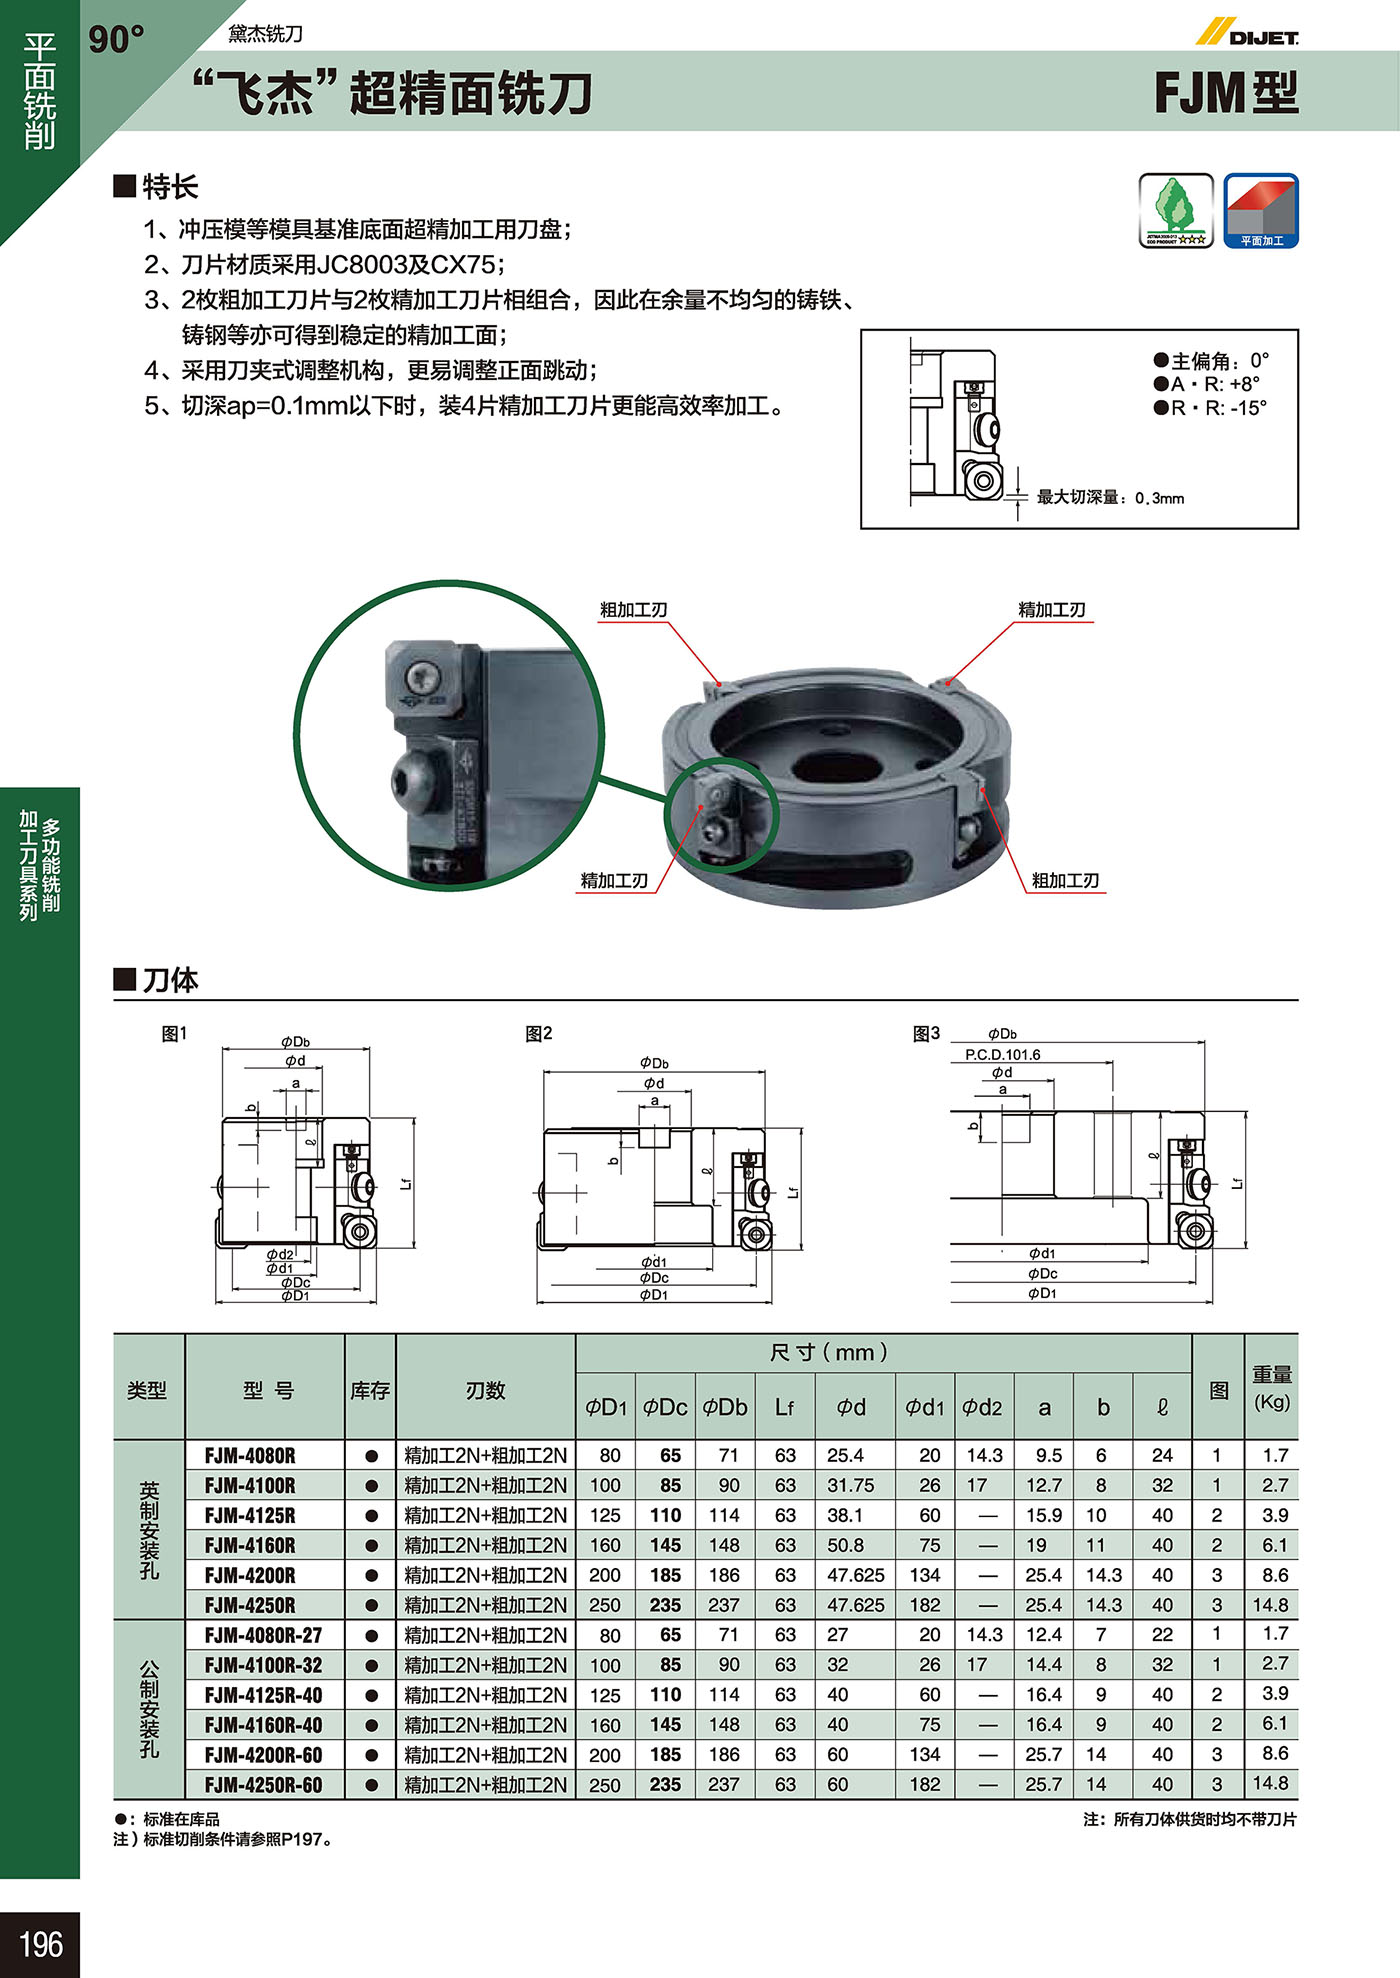 平面铣削
90°
黛杰铣刀
DIJET
“飞杰”超精面铣刀
FJM型
■特长
1、冲压模等模具基准底面超精加工用刀盘；
2、刀片材质采用JC8003及CX75；
3、2枚粗加工刀片与2枚精加工刀片相组合，因此在余量不均匀的铸铁、
铸钢等亦可得到稳定的精加工面；
4、采用刀夹式调整机构，更易调整正面跳动；
5、切深ap=0.1mm以下时，装4片精加工刀片更能高效率加工。
平面加工
●主偏角：0°
●A・R: +8°
●R・R: -15°
最大切深量：0.3mm
粗加工刃
精加工刃
精加工刃
粗加工刃
多功能铣削
加工刀具系列
■刀体
图1
φDb
φd
a
b
ℓ
Lf
φd2
φd1
φDc
φD1
图2
φDb
φd
a
b
ℓ
Lf
φd1
φDc
φD1
图3
φDb
P.C.D.101.6
φd
a
b
ℓ
Lf
φd1
φDc
φD1
类型 型号 库存 刃数 尺寸（mm） 图 重量(Kg)
φD1 φDc φDb Lf φd φd1 φd2 a b ℓ
英制安装孔
FJM-4080R ● 精加工2N+粗加工2N 80 65 71 63 25.4 20 14.3 9.5 6 24 1 1.7
FJM-4100R ● 精加工2N+粗加工2N 100 85 90 63 31.75 26 17 12.7 8 32 1 2.7
FJM-4125R ● 精加工2N+粗加工2N 125 110 114 63 38.1 60 — 15.9 10 40 2 3.9
FJM-4160R ● 精加工2N+粗加工2N 160 145 148 63 50.8 75 — 19 11 40 2 6.1
FJM-4200R ● 精加工2N+粗加工2N 200 185 186 63 47.625 134 — 25.4 14.3 40 3 8.6
FJM-4250R ● 精加工2N+粗加工2N 250 235 237 63 47.625 182 — 25.4 14.3 40 3 14.8
公制安装孔
FJM-4080R-27 ● 精加工2N+粗加工2N 80 65 71 63 27 20 14.3 12.4 7 22 1 1.7
FJM-4100R-32 ● 精加工2N+粗加工2N 100 85 90 63 32 26 17 14.4 8 32 1 2.7
FJM-4125R-40 ● 精加工2N+粗加工2N 125 110 114 63 40 60 — 16.4 9 40 2 3.9
FJM-4160R-40 ● 精加工2N+粗加工2N 160 145 148 63 40 75 — 16.4 9 40 2 6.1
FJM-4200R-60 ● 精加工2N+粗加工2N 200 185 186 63 60 134 — 25.7 14 40 3 8.6
FJM-4250R-60 ● 精加工2N+粗加工2N 250 235 237 63 60 182 — 25.7 14 40 3 14.8
●：标准在库品
注：所有刀体供货时均不带刀片
注）标准切削条件请参照P197。
196